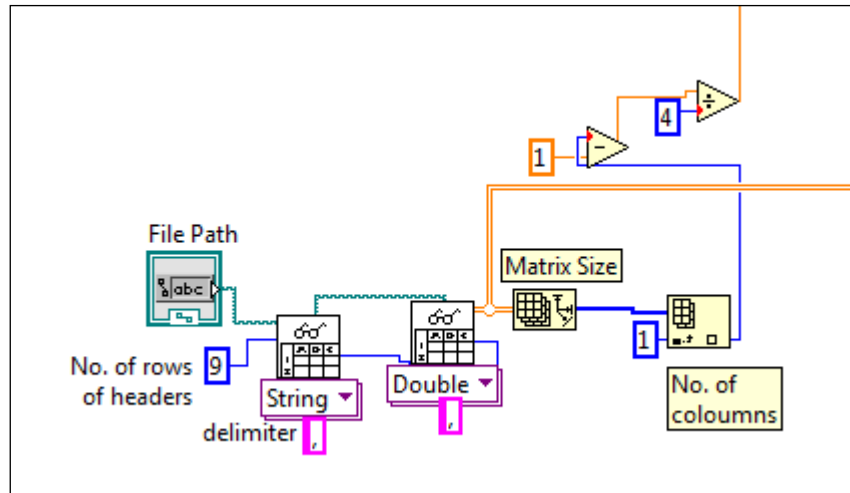 ÷
4
1
−
File Path
abc
Matrix Size
No. of rows
of headers
9
String
delimiter
,
Double
,
1
No. of
coloumns